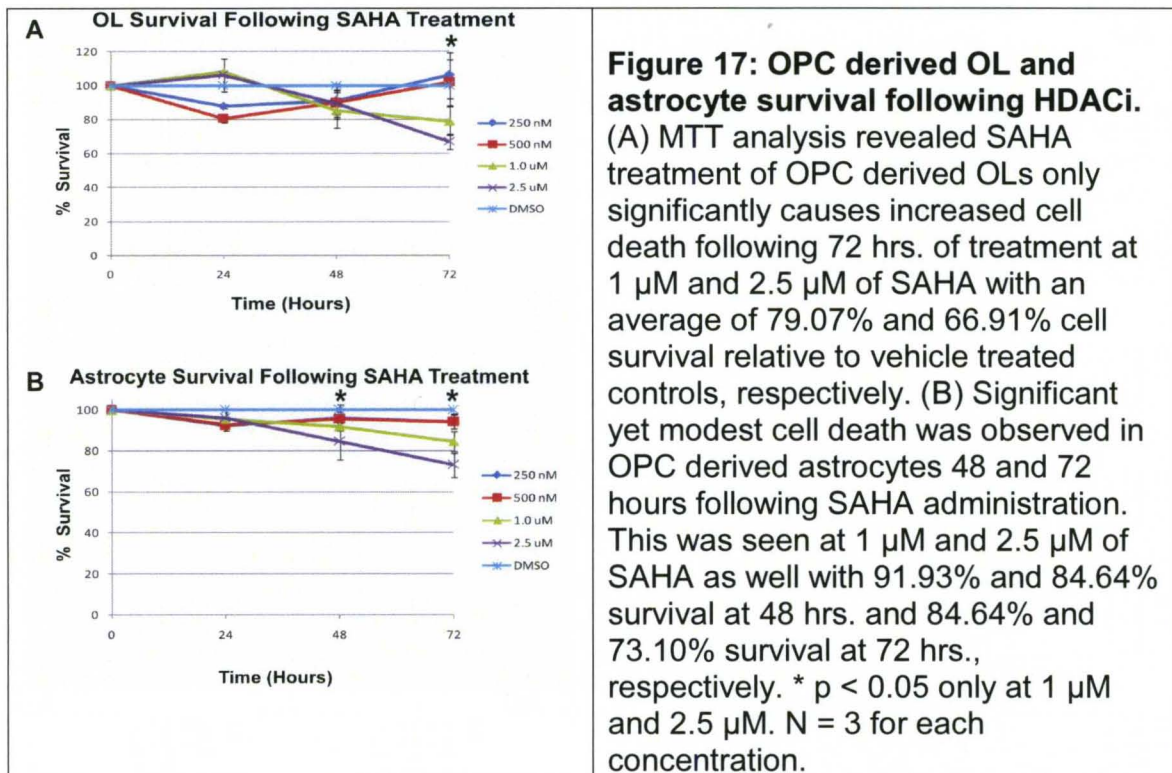 A
OL Survival Following SAHA Treatment
*
120
100
80
60
40
20
0
% Survival
0 24 48 72
Time (Hours)
250 nM
500 nM
1.0 uM
2.5 uM
DMSO
B
Astrocyte Survival Following SAHA Treatment
* *
100
80
60
40
20
0
% Survival
0 24 48 72
Time (Hours)
250 nM
500 nM
1.0 uM
2.5 uM
DMSO
Figure 17: OPC derived OL and
astrocyte survival following HDACi.
(A) MTT analysis revealed SAHA
treatment of OPC derived OLs only
significantly causes increased cell
death following 72 hrs. of treatment at
1 µM and 2.5 µM of SAHA with an
average of 79.07% and 66.91% cell
survival relative to vehicle treated
controls, respectively. (B) Significant
yet modest cell death was observed in
OPC derived astrocytes 48 and 72
hours following SAHA administration.
This was seen at 1 µM and 2.5 µM of
SAHA as well with 91.93% and 84.64%
survival at 48 hrs. and 84.64% and
73.10% survival at 72 hrs.,
respectively. * p < 0.05 only at 1 µM
and 2.5 µM. N = 3 for each
concentration.